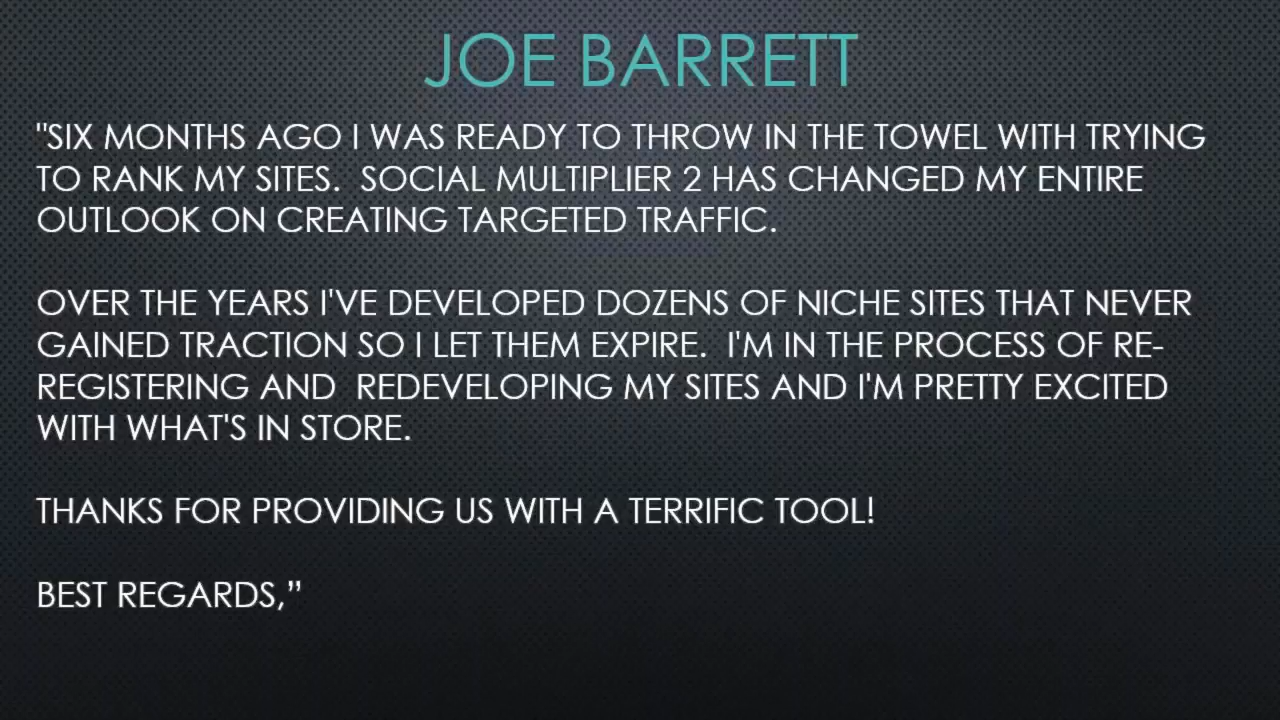 JOE BARRETT
"SIX MONTHS AGO I WAS READY TO THROW IN THE TOWEL WITH TRYING
TO RANK MY SITES.  SOCIAL MULTIPLIER 2 HAS CHANGED MY ENTIRE
OUTLOOK ON CREATING TARGETED TRAFFIC.
OVER THE YEARS I'VE DEVELOPED DOZENS OF NICHE SITES THAT NEVER
GAINED TRACTION SO I LET THEM EXPIRE.  I'M IN THE PROCESS OF RE-
REGISTERING AND  REDEVELOPING MY SITES AND I'M PRETTY EXCITED
WITH WHAT'S IN STORE.
THANKS FOR PROVIDING US WITH A TERRIFIC TOOL!
BEST REGARDS,”